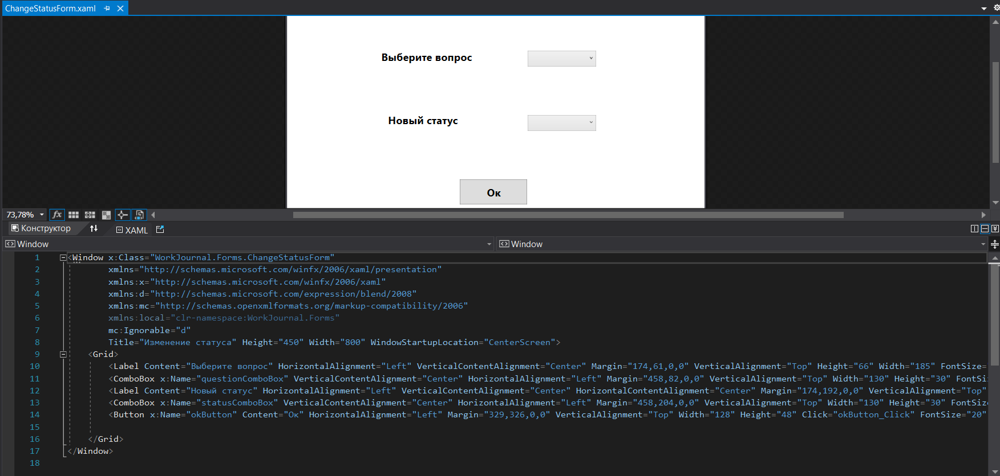 ChangeStatusForm.xaml
Выберите вопрос
Новый статус
Ок
73,78%
fx
Конструктор
XAML
Window
Window
1 <Window x:Class="WorkJournal.Forms.ChangeStatusForm"
2 xmlns="http://schemas.microsoft.com/winfx/2006/xaml/presentation"
3 xmlns:x="http://schemas.microsoft.com/winfx/2006/xaml"
4 xmlns:d="http://schemas.microsoft.com/expression/blend/2008"
5 xmlns:mc="http://schemas.openxmlformats.org/markup-compatibility/2006"
6 xmlns:local="clr-namespace:WorkJournal.Forms"
7 mc:Ignorable="d"
8 Title="Изменение статуса" Height="450" Width="800" WindowStartupLocation="CenterScreen">
9 <Grid>
10 <Label Content="Выберите вопрос" HorizontalAlignment="Left" VerticalContentAlignment="Center" Margin="174,61,0,0" VerticalAlignment="Top" Height="66" Width="185" FontSize=
11 <ComboBox x:Name="questionComboBox" VerticalContentAlignment="Center" HorizontalAlignment="Left" Margin="458,82,0,0" VerticalAlignment="Top" Width="130" Height="30" FontSi
12 <Label Content="Новый статус" HorizontalAlignment="Left" VerticalContentAlignment="Center" HorizontalContentAlignment="Center" Margin="174,192,0,0" VerticalAlignment="Top"
13 <ComboBox x:Name="statusComboBox" VerticalContentAlignment="Center" HorizontalAlignment="Left" Margin="458,204,0,0" VerticalAlignment="Top" Width="130" Height="30" FontSiz
14 <Button x:Name="okButton" Content="Ок" HorizontalAlignment="Left" Margin="329,326,0,0" VerticalAlignment="Top" Width="128" Height="48" Click="okButton_Click" FontSize="20"
15
16 </Grid>
17 </Window>
18